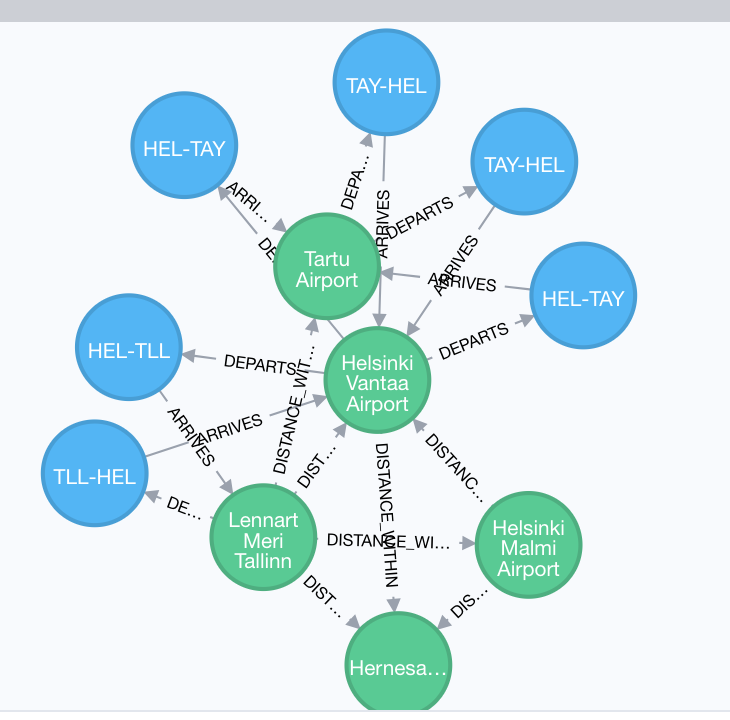 TAY-HEL
HEL-TAY
TAY-HEL
ARRI…
DEPA…
ARRIVES
DEPARTS
DE
Tartu
Airport
ARRIVES
ARRIVES
HEL-TAY
DEPARTS
HEL-TLL
DEPARTS
Helsinki
Vantaa
Airport
DISTANCE_WIT…
ARRIVES
ARRIVES
DIST…
DISTANC…
TLL-HEL
DE…
Lennart
Meri
Tallinn
DISTANCE_WI…
DISTANCE_WITHIN
Helsinki
Malmi
Airport
DIST…
DIS…
Hernesa…